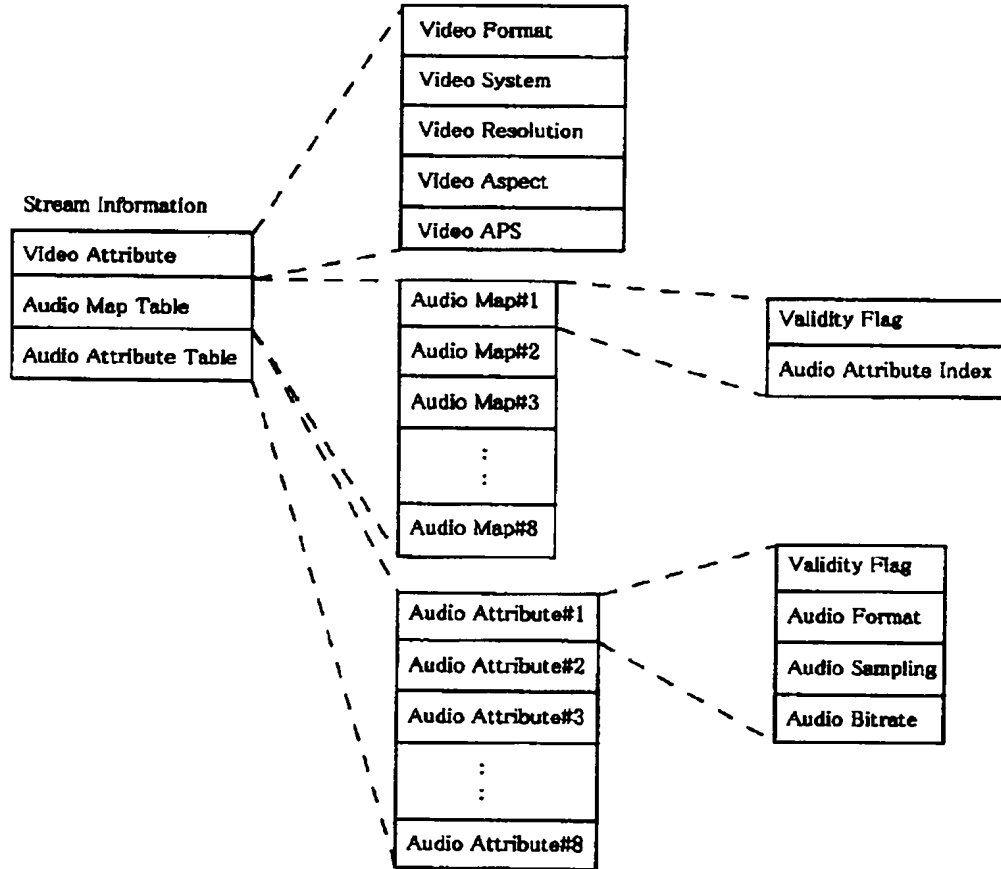 Stream Information
Video Attribute
Audio Map Table
Audio Attribute Table
Video Format
Video System
Video Resolution
Video Aspect
Video APS
Audio Map#1
Audio Map#2
Audio Map#3
Audio Map#8
Validity Flag
Audio Attribute Index
Audio Attribute#1
Audio Attribute#2
Audio Attribute#3
Audio Attribute#8
Validity Flag
Audio Format
Audio Sampling
Audio Bitrate